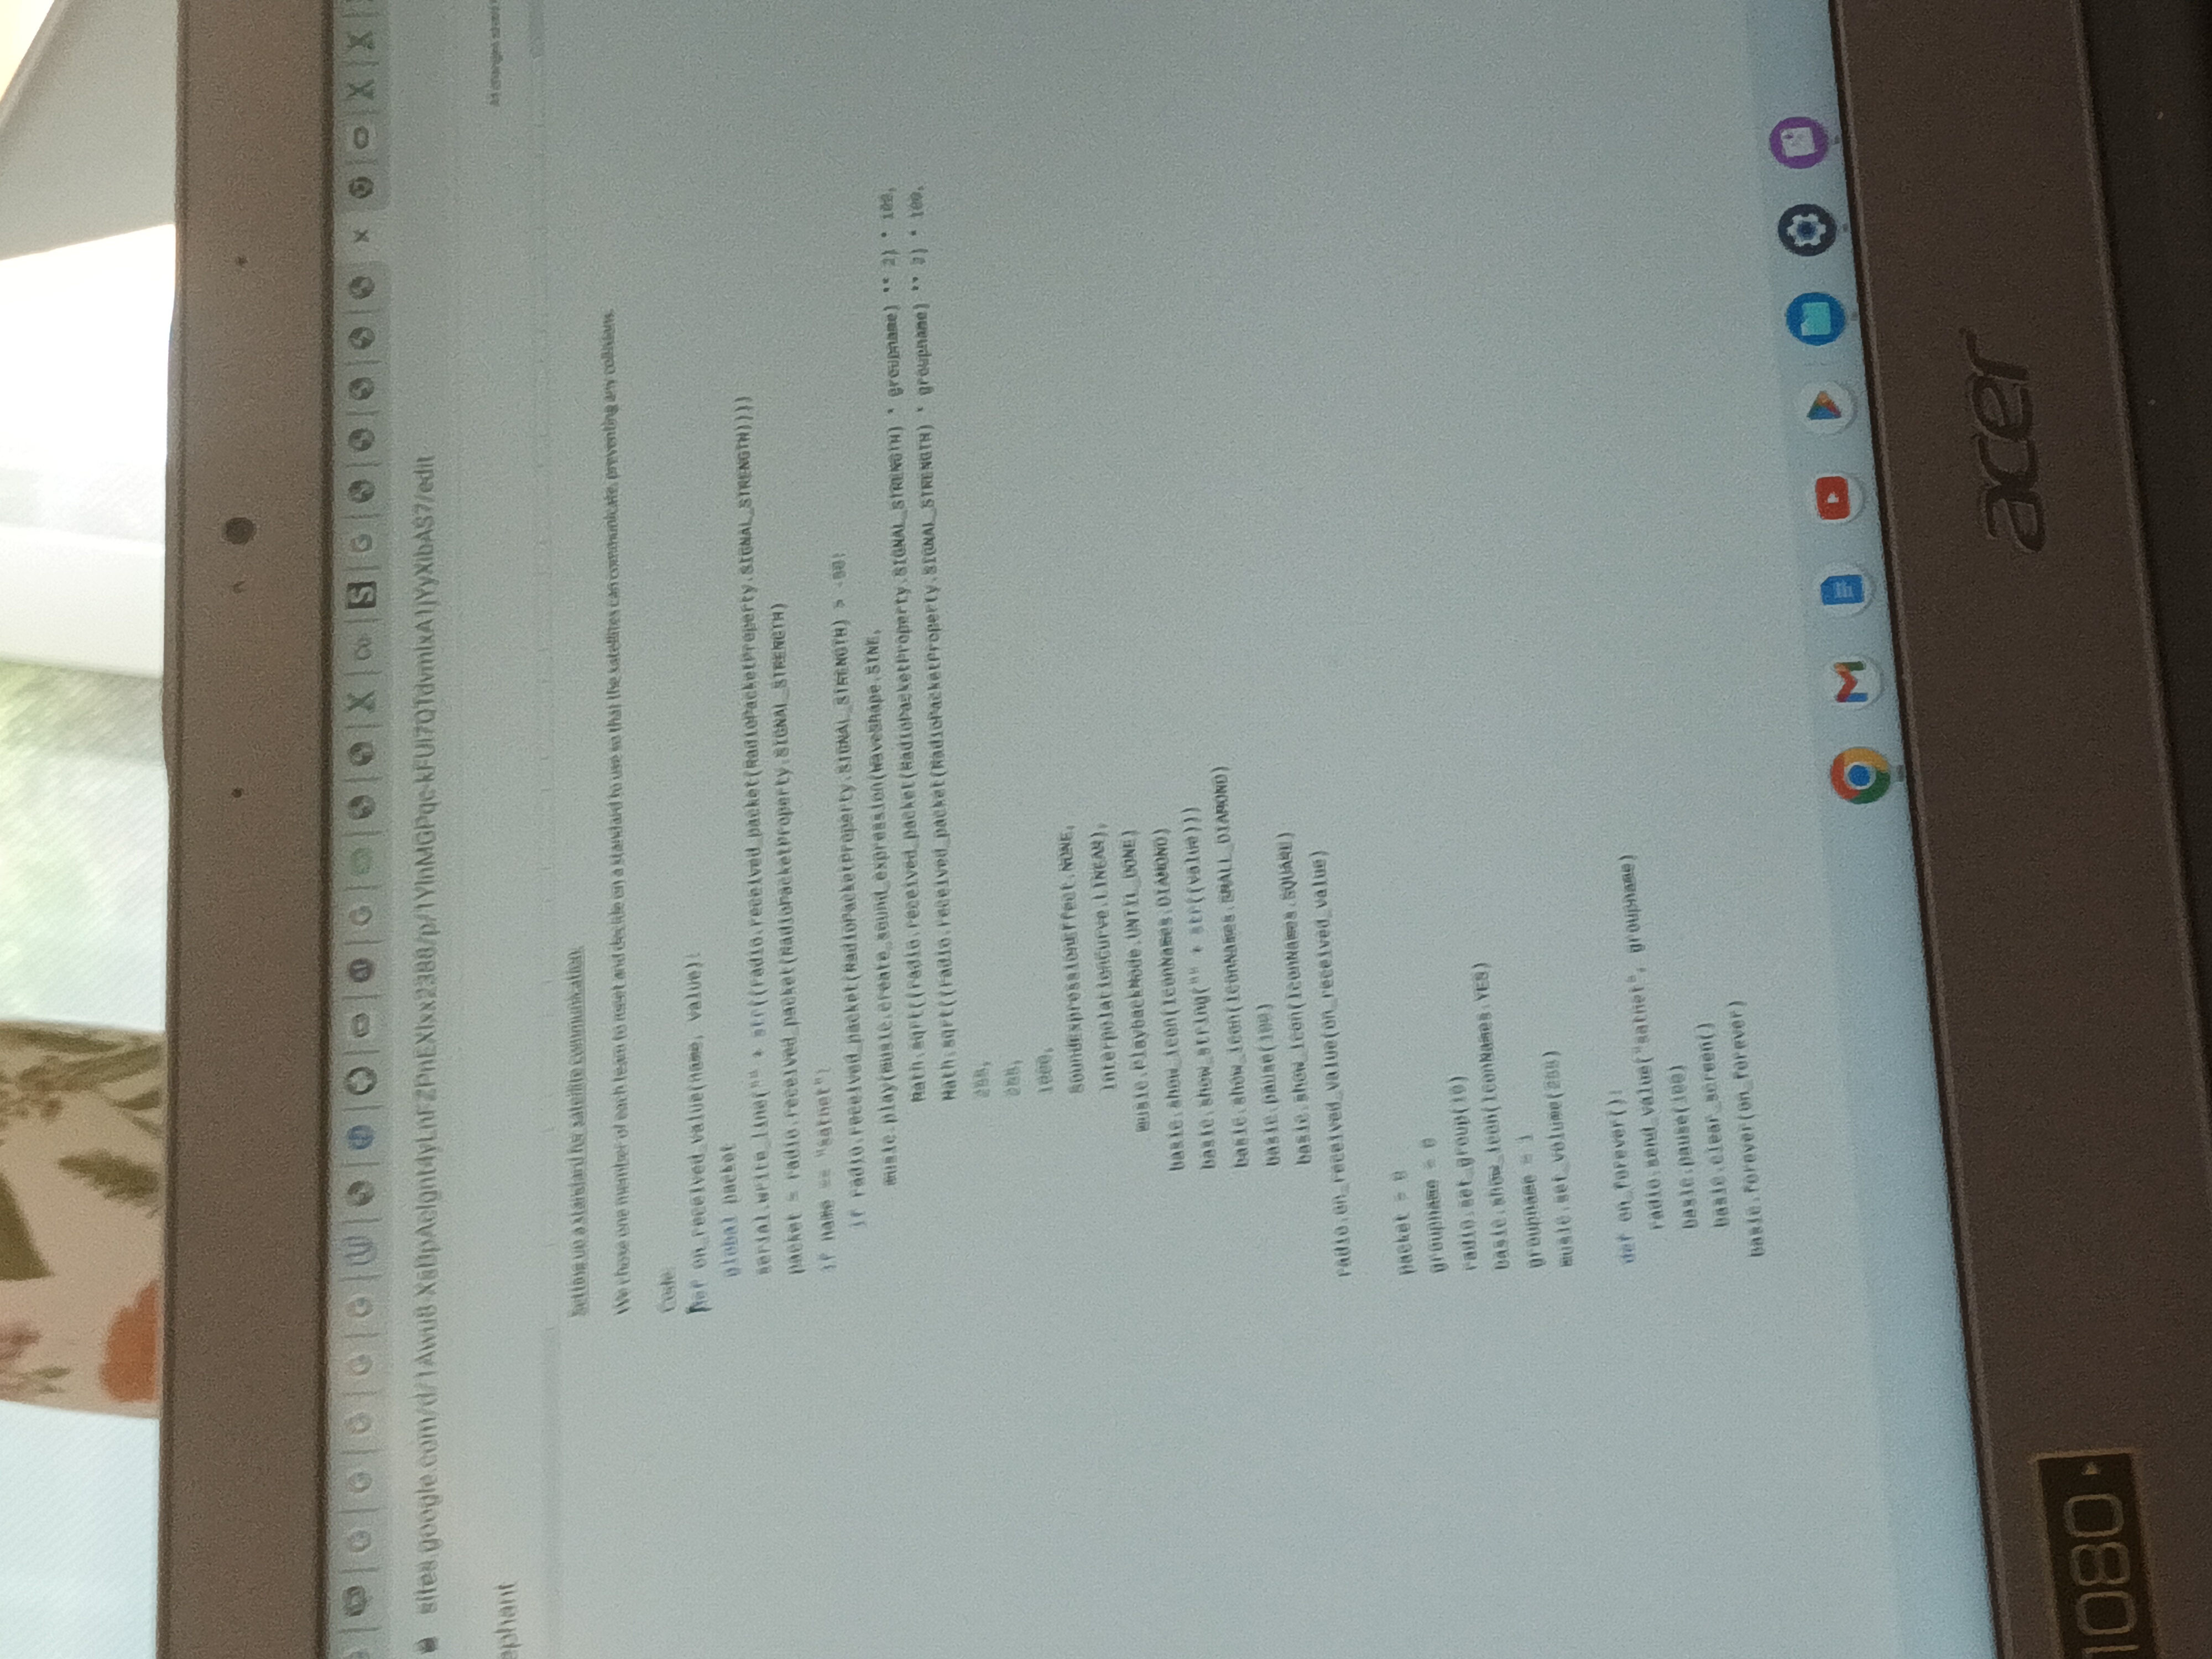 sites.google.com/d/
ephant
All changes saved
Setting up a standard for satellite communication:
We chose one member of each team to meet and decide on a standard to use so that the satellites can communicate, preventing any collisions.
Code:
def on_received_value(name, value):
global packet
serial.write_line("" + str((radio.received_packet(RadioPacketProperty.SIGNAL_STRENGTH))))
packet = radio.received_packet(RadioPacketProperty.SIGNAL_STRENGTH)
if name == "satnet":
if radio.received_packet(RadioPacketProperty.SIGNAL_STRENGTH) >
music.play(music.create_sound_expression(WaveShape.SINE,
Math.sqrt((radio.received_packet(RadioPacketProperty.SIGNAL_STRENGTH) * groupname) ** 2) * 100,
Math.sqrt((radio.received_packet(RadioPacketProperty.SIGNAL_STRENGTH) * groupname) ** 2) * 100,
255,
255,
1000,
SoundExpressionEffect.NONE,
InterpolationCurve.LINEAR),
music.PlaybackMode.UNTIL_DONE)
basic.show_icon(IconNames.DIAMOND)
basic.show_string("" + str((value)))
basic.show_icon(IconNames.SMALL_DIAMOND)
basic.pause(100)
basic.show_icon(IconNames.SQUARE)
radio.on_received_value(on_received_value)
packet = 0
groupname = 0
radio.set_group(10)
basic.show_icon(IconNames.YES)
groupname = 1
music.set_volume(255)
def on_forever():
radio.send_value("satnet", groupname)
basic.pause(100)
basic.clear_screen()
basic.forever(on_forever)
acer
1080